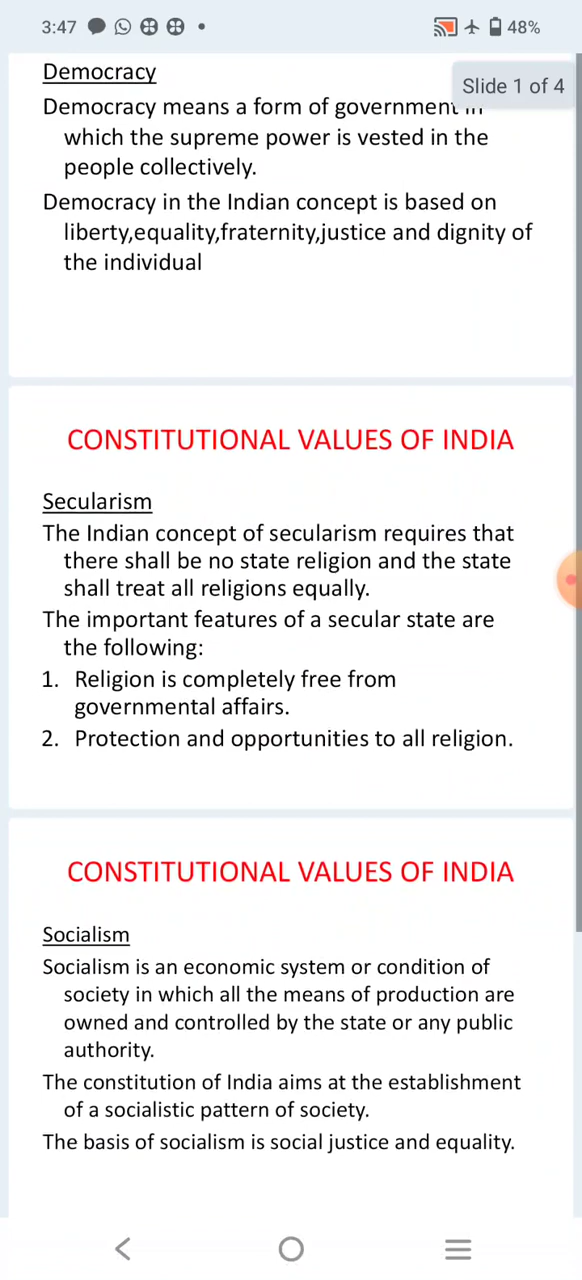 3:47
48%
Democracy
Slide 1 of 4
Democracy means a form of government in
which the supreme power is vested in the
people collectively.
Democracy in the Indian concept is based on
liberty,equality,fraternity,justice and dignity of
the individual
CONSTITUTIONAL VALUES OF INDIA
Secularism
The Indian concept of secularism requires that
there shall be no state religion and the state
shall treat all religions equally.
The important features of a secular state are
the following:
1. Religion is completely free from
governmental affairs.
2. Protection and opportunities to all religion.
CONSTITUTIONAL VALUES OF INDIA
Socialism
Socialism is an economic system or condition of
society in which all the means of production are
owned and controlled by the state or any public
authority.
The constitution of India aims at the establishment
of a socialistic pattern of society.
The basis of socialism is social justice and equality.